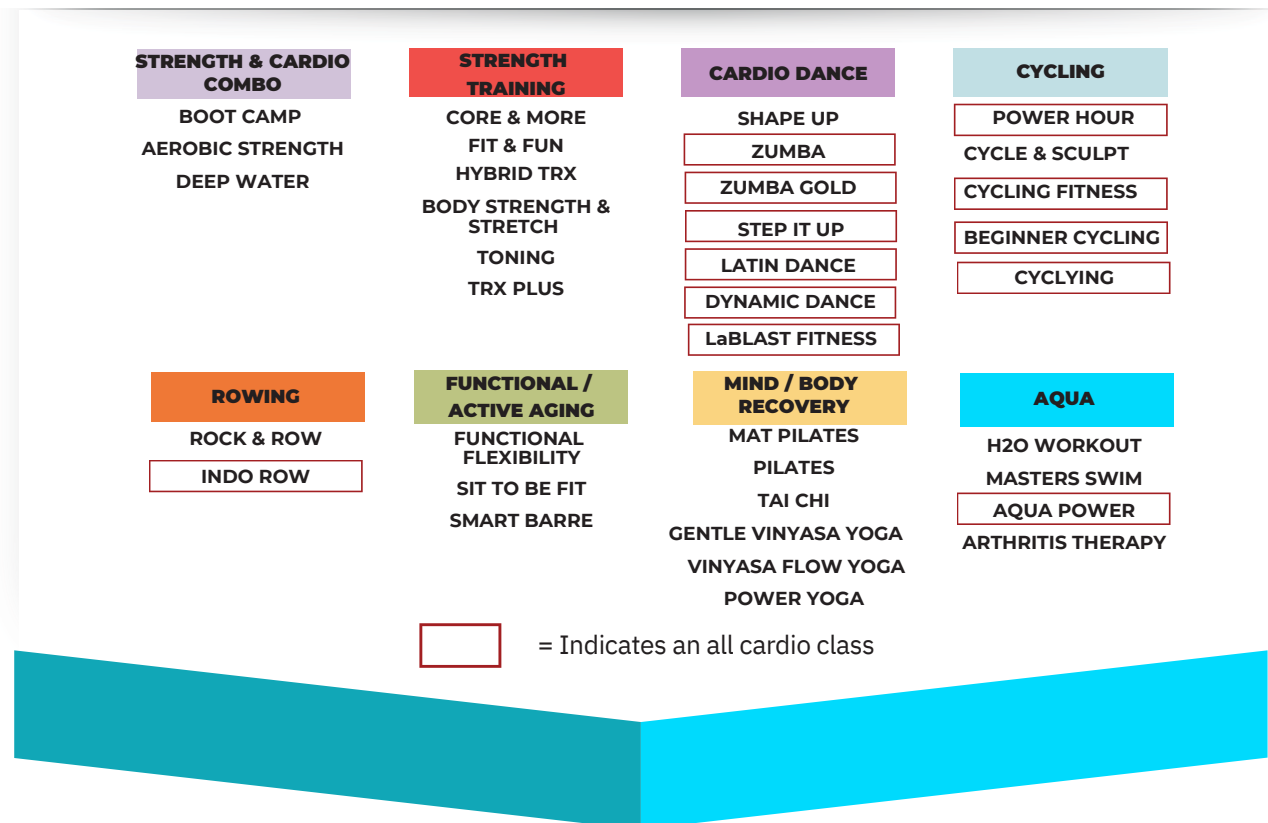 STRENGTH & CARDIO
COMBO
BOOT CAMP
AEROBIC STRENGTH
DEEP WATER
STRENGTH
TRAINING
CORE & MORE
FIT & FUN
HYBRID TRX
BODY STRENGTH &
STRETCH
TONING
TRX PLUS
CARDIO DANCE
SHAPE UP
ZUMBA
ZUMBA GOLD
STEP IT UP
LATIN DANCE
DYNAMIC DANCE
LaBLAST FITNESS
CYCLING
POWER HOUR
CYCLE & SCULPT
CYCLING FITNESS
BEGINNER CYCLING
CYCLYING
ROWING
ROCK & ROW
INDO ROW
FUNCTIONAL /
ACTIVE AGING
FUNCTIONAL
FLEXIBILITY
SIT TO BE FIT
SMART BARRE
MIND / BODY
RECOVERY
MAT PILATES
PILATES
TAI CHI
GENTLE VINYASA YOGA
VINYASA FLOW YOGA
POWER YOGA
AQUA
H2O WORKOUT
MASTERS SWIM
AQUA POWER
ARTHRITIS THERAPY
= Indicates an all cardio class